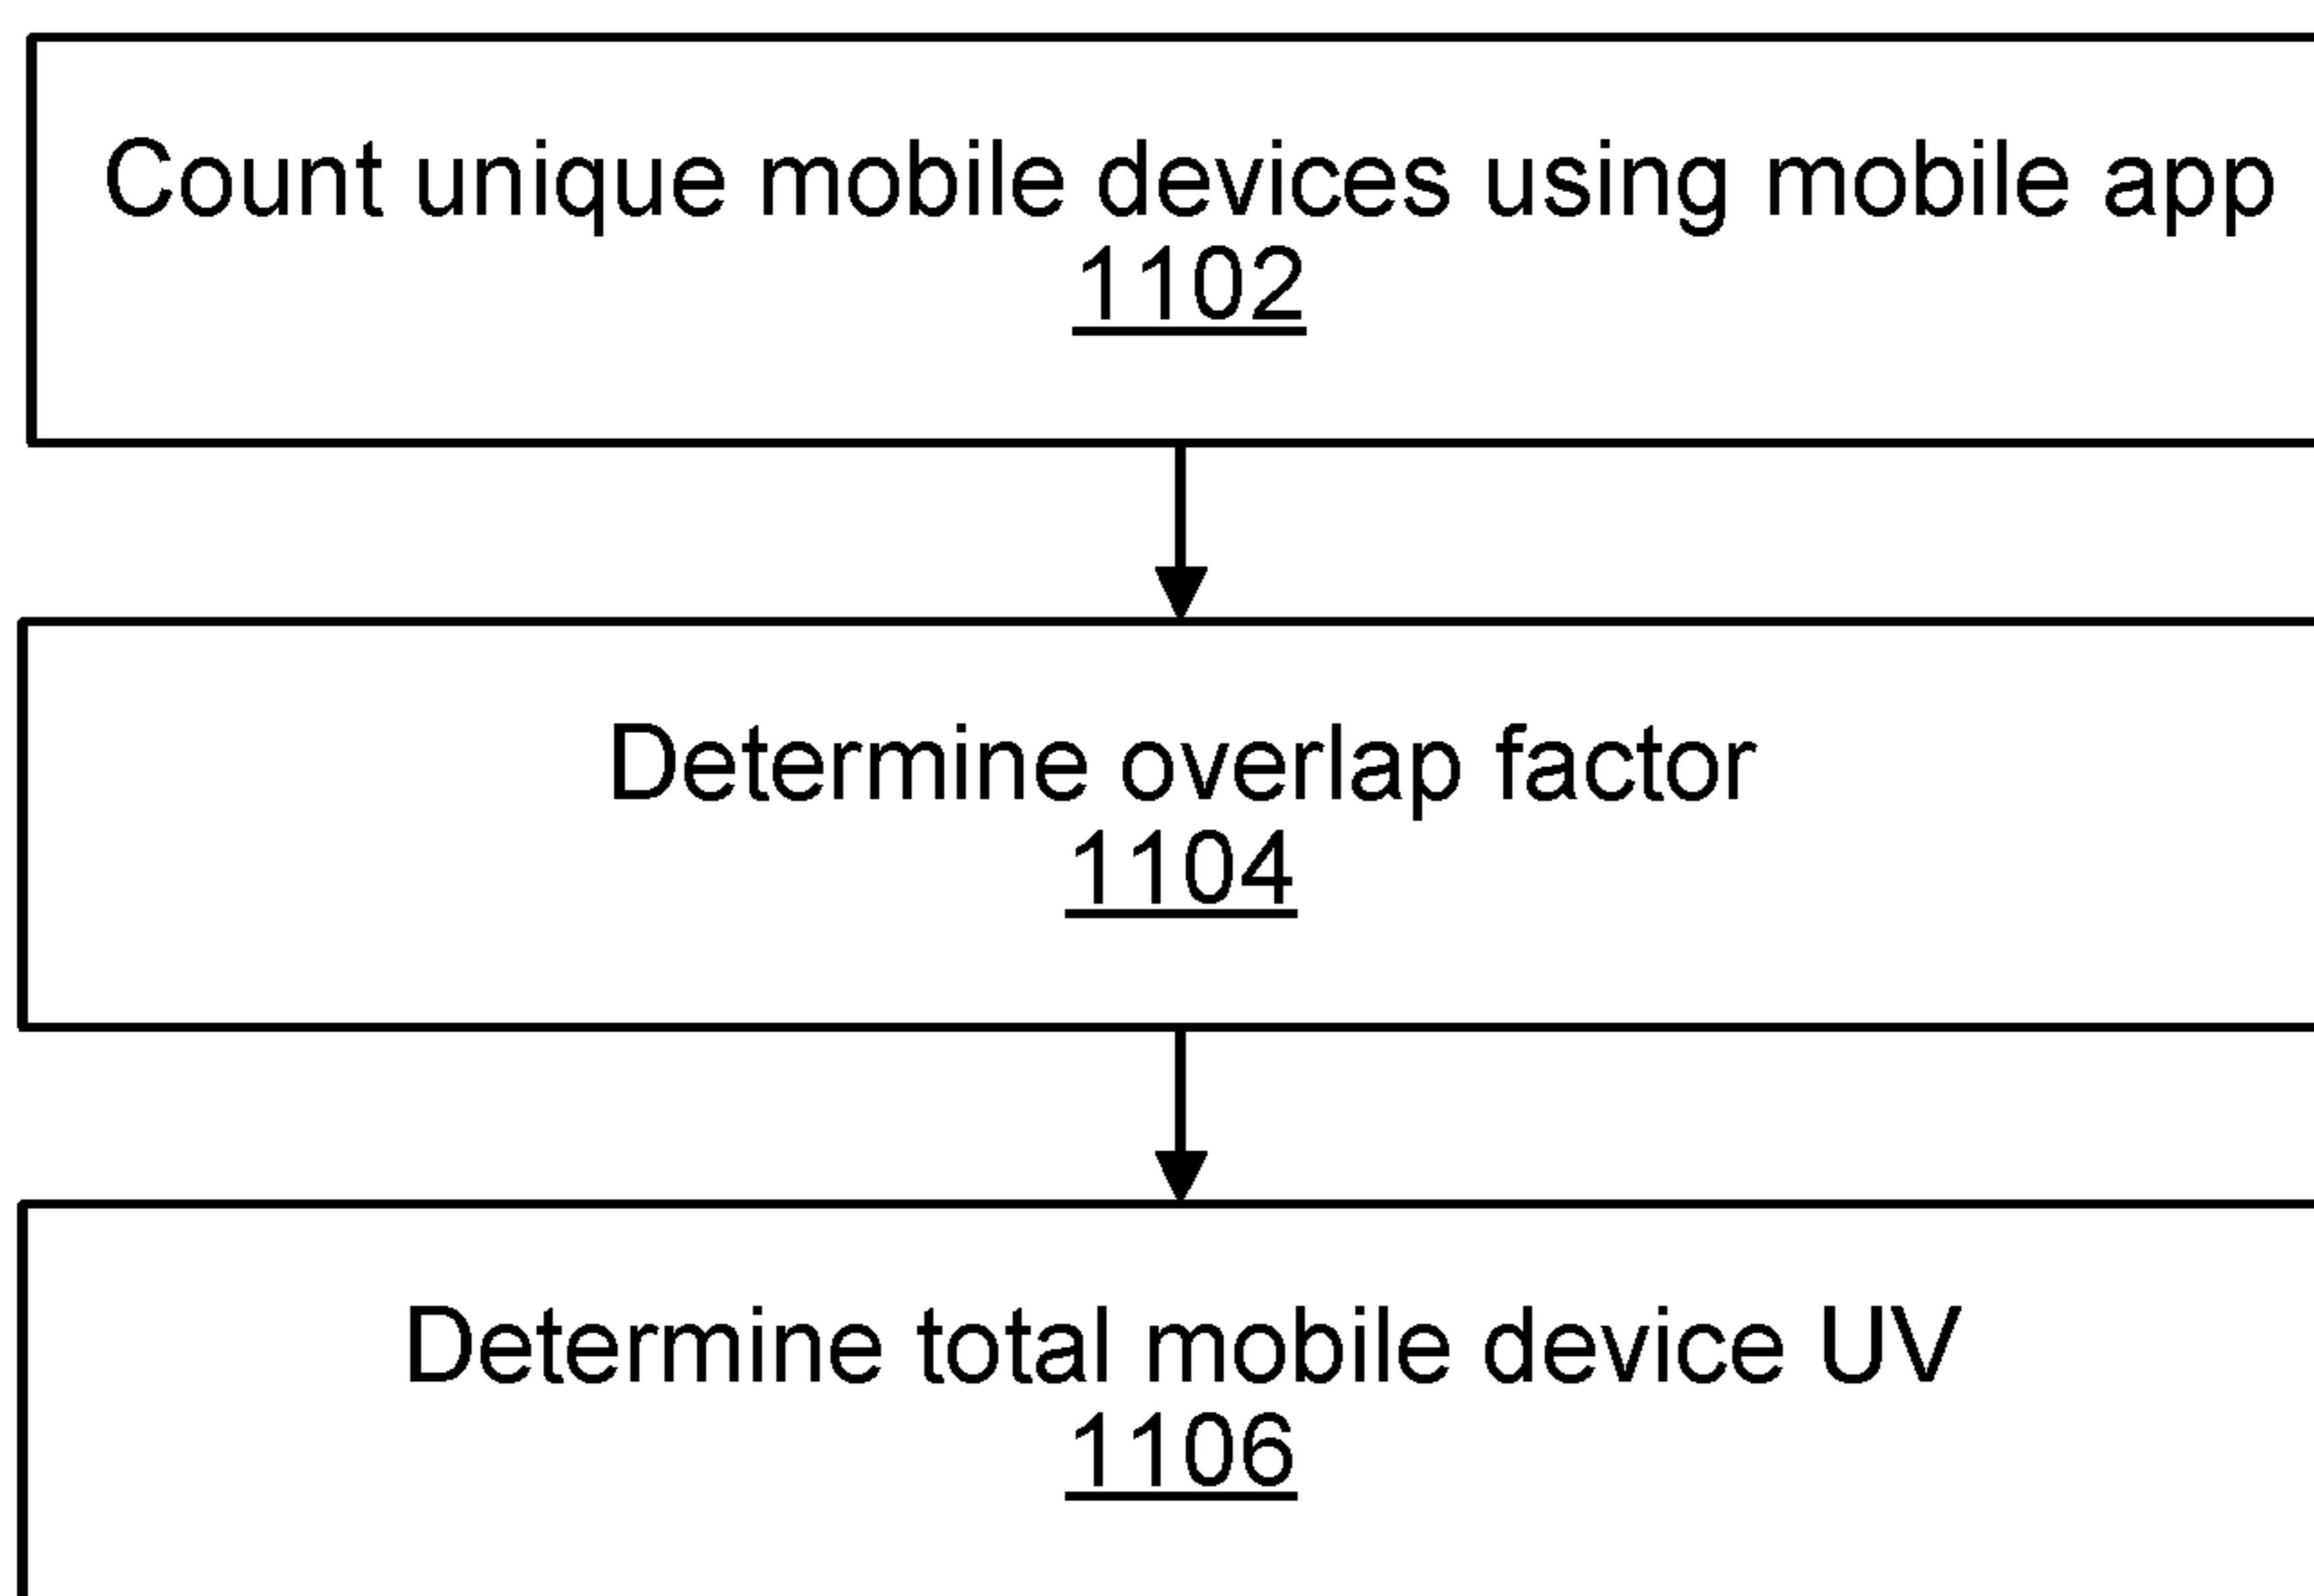 Count unique mobile devices using mobile app
1102
Determine overlap factor
1104
Determine total mobile device UV
1106